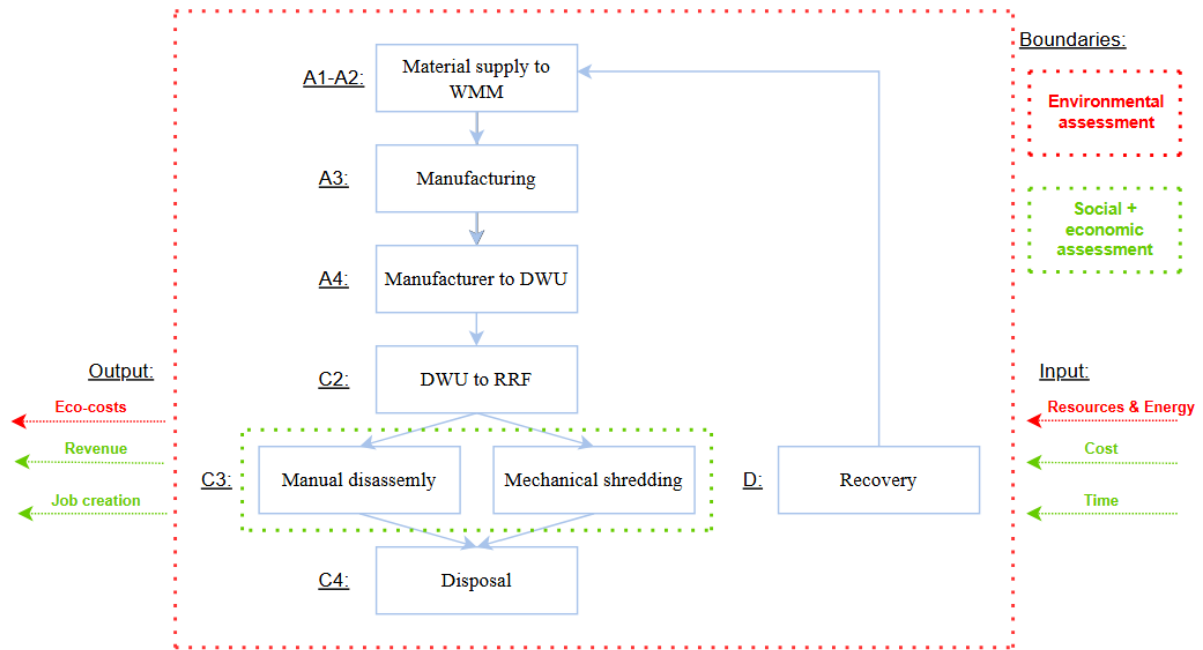 Boundaries:
A1-A2:
Material supply to
WMM
Environmental
assessment
A3:
Manufacturing
Social +
economic
assessment
A4:
Manufacturer to DWU
Output:
C2:
DWU to RRF
Input:
Eco-costs
Resources & Energy
Revenue
Cost
C3:
Manual disassemly
Mechanical shredding
D:
Recovery
Job creation
Time
C4:
Disposal